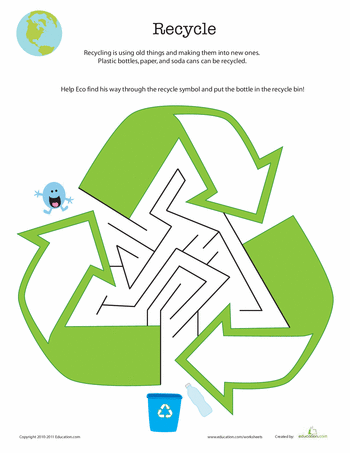 Recycle
Recycling is using old things and making them into new ones.
Plastic bottles, paper, and soda cans can be recycled.
Help Eco find his way through the recycle symbol and put the bottle in the recycle bin!
Copyright 2010-2011 Education.com
www.education.com/worksheets
Created by:
education.com